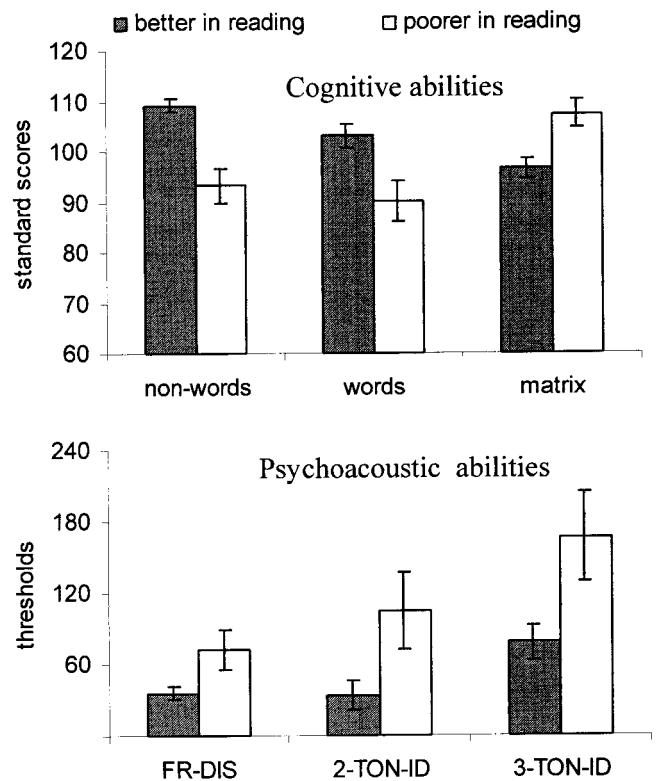 better in reading poorer in reading
Cognitive abilities
standard scores
120
110
100
90
80
70
60
non-words words matrix
Psychoacoustic abilities
thresholds
240
180
120
60
FR-DIS 2-TON-ID 3-TON-ID